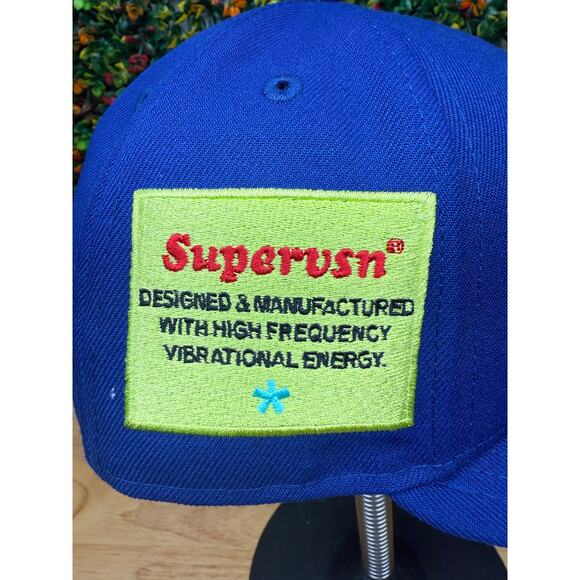 Supervsn®
DESIGNED & MANUFACTURED
WITH HIGH FREQUENCY
VIBRATIONAL ENERGY.